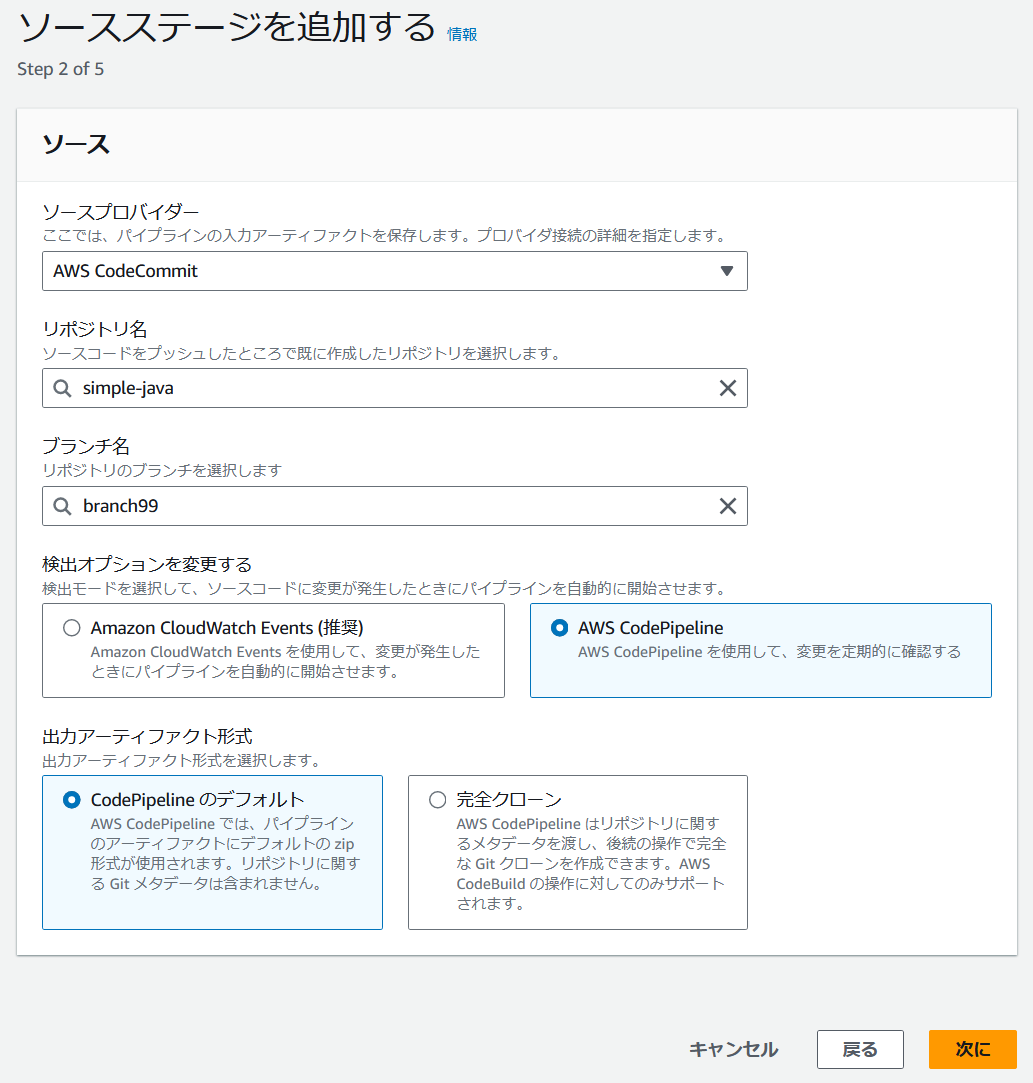 ソースステージを追加する 情報
Step 2 of 5
ソース
ソースプロバイダー
ここでは、パイプラインの入力アーティファクトを保存します。プロバイダ接続の詳細を指定します。
AWS CodeCommit
リポジトリ名
ソースコードをプッシュしたところで既に作成したリポジトリを選択します。
simple-java
ブランチ名
リポジトリのブランチを選択します
branch99
検出オプションを変更する
検出モードを選択して、ソースコードに変更が発生したときにパイプラインを自動的に開始させます。
Amazon CloudWatch Events (推奨)
Amazon CloudWatch Events を使用して、変更が発生した
ときにパイプラインを自動的に開始させます。
AWS CodePipeline
AWS CodePipeline を使用して、変更を定期的に確認する
出力アーティファクト形式
出力アーティファクト形式を選択します。
CodePipeline のデフォルト
AWS CodePipeline では、パイプライン
のアーティファクトにデフォルトの zip
形式が使用されます。リポジトリに関す
る Git メタデータは含まれません。
完全クローン
AWS CodePipeline はリポジトリに関す
るメタデータを渡し、後続の操作で完全
な Git クローンを作成できます。AWS
CodeBuild の操作に対してのみサポート
されます。
キャンセル
戻る
次に